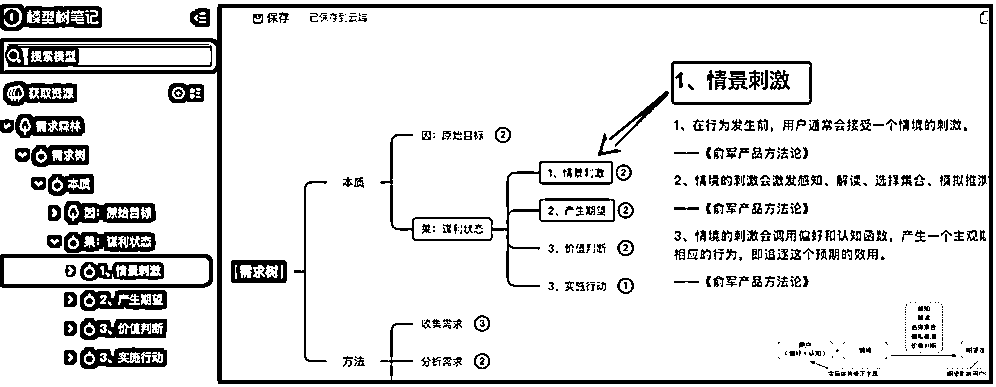 模型树笔记
搜索模型
获取资源
需求森林
需求树
本质
因：原始目标
果：谋利状态
1、情景刺激
2、产生期望
3、价值判断
3、实施行动
保存
已保存到云端
【需求树】
本质
因：原始目标 2
果：谋利状态
1、情景刺激 2
2、产生期望 2
3、价值判断 2
3、实施行动 1
方法
收集需求 3
分析需求 2
1、情景刺激
1、在行为发生前，用户通常会接受一个情境的刺激。
——《俞军产品方法论》
2、情境的刺激会激发感知、解读、选择集合、模拟推演
——《俞军产品方法论》
3、情境的刺激会调用偏好和认知函数，产生一个主观
相应的行为，即追逐这个预期的效用。
——《俞军产品方法论》